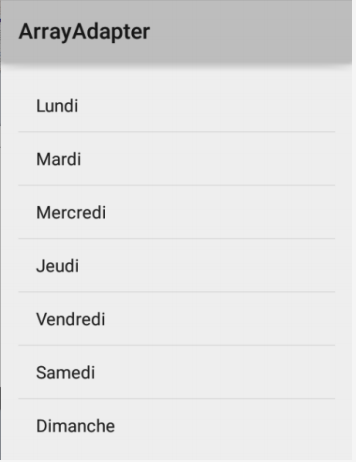 ArrayAdapter
Lundi
Mardi
Mercredi
Jeudi
Vendredi
Samedi
Dimanche